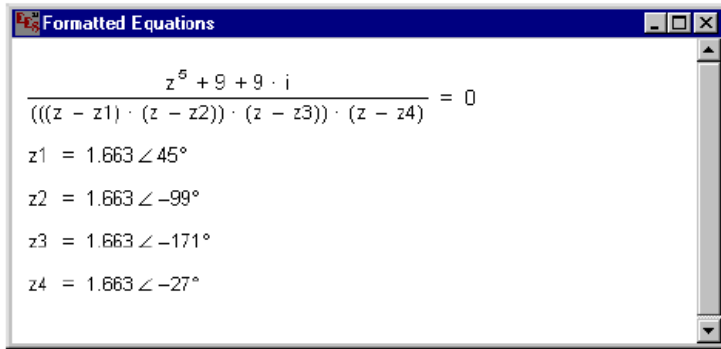 EES Formatted Equations
z^5 + 9 + 9 · i
(((z − z1) · (z − z2)) · (z − z3)) · (z − z4) = 0
z1 = 1.663 ∠ 45°
z2 = 1.663 ∠ −99°
z3 = 1.663 ∠ −171°
z4 = 1.663 ∠ −27°